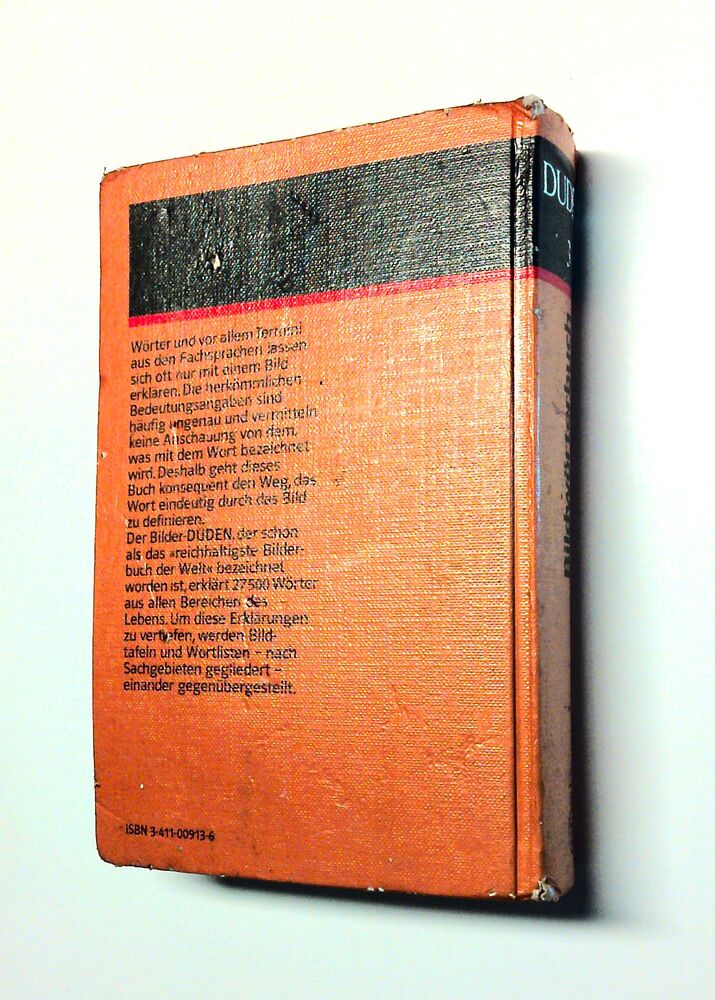 Wörter und vor allem Termini
aus den Fachsprachen lassen
sich oft nur mit einem Bild
erklären. Die herkömmlichen
Bedeutungsangaben sind
häufig ungenau und vermitteln
keine Anschauung von dem,
was mit dem Wort bezeichnet
wird. Deshalb geht dieses
Buch konsequent den Weg, das
Wort eindeutig durch das Bild
zu definieren.
Der Bilder-DUDEN, der schon
als das »reichhaltigste Bilder-
buch der Welt« bezeichnet
worden ist, erklärt 27500 Wörter
aus allen Bereichen des
Lebens. Um diese Erklärungen
zu vertiefen, werden Bild-
tafeln und Wortlisten – nach
Sachgebieten gegliedert –
einander gegenübergestellt.
ISBN 3-411-00913-6
DUDE
3
Bildwörterbuch